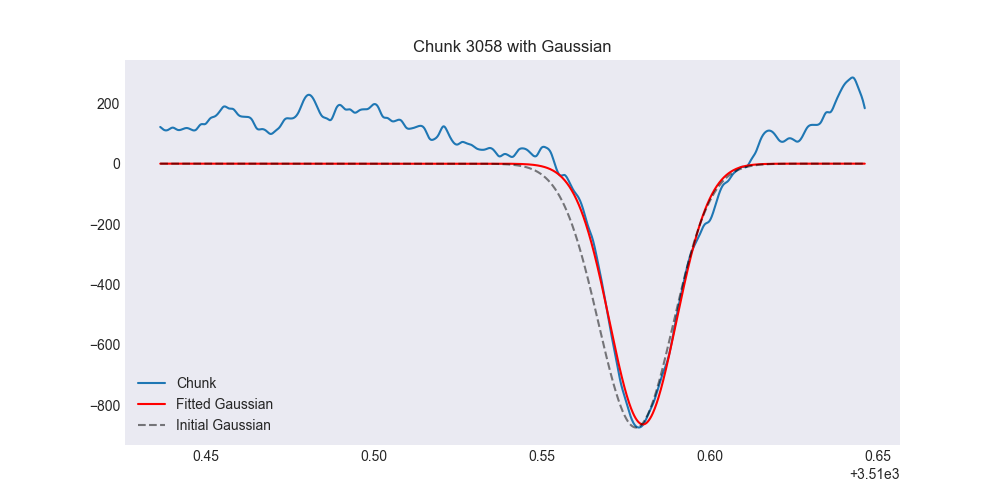 Chunk 3058 with Gaussian
200
0
−200
−400
−600
−800
Chunk
Fitted Gaussian
Initial Gaussian
0.45 0.50 0.55 0.60 0.65
+3.51e3